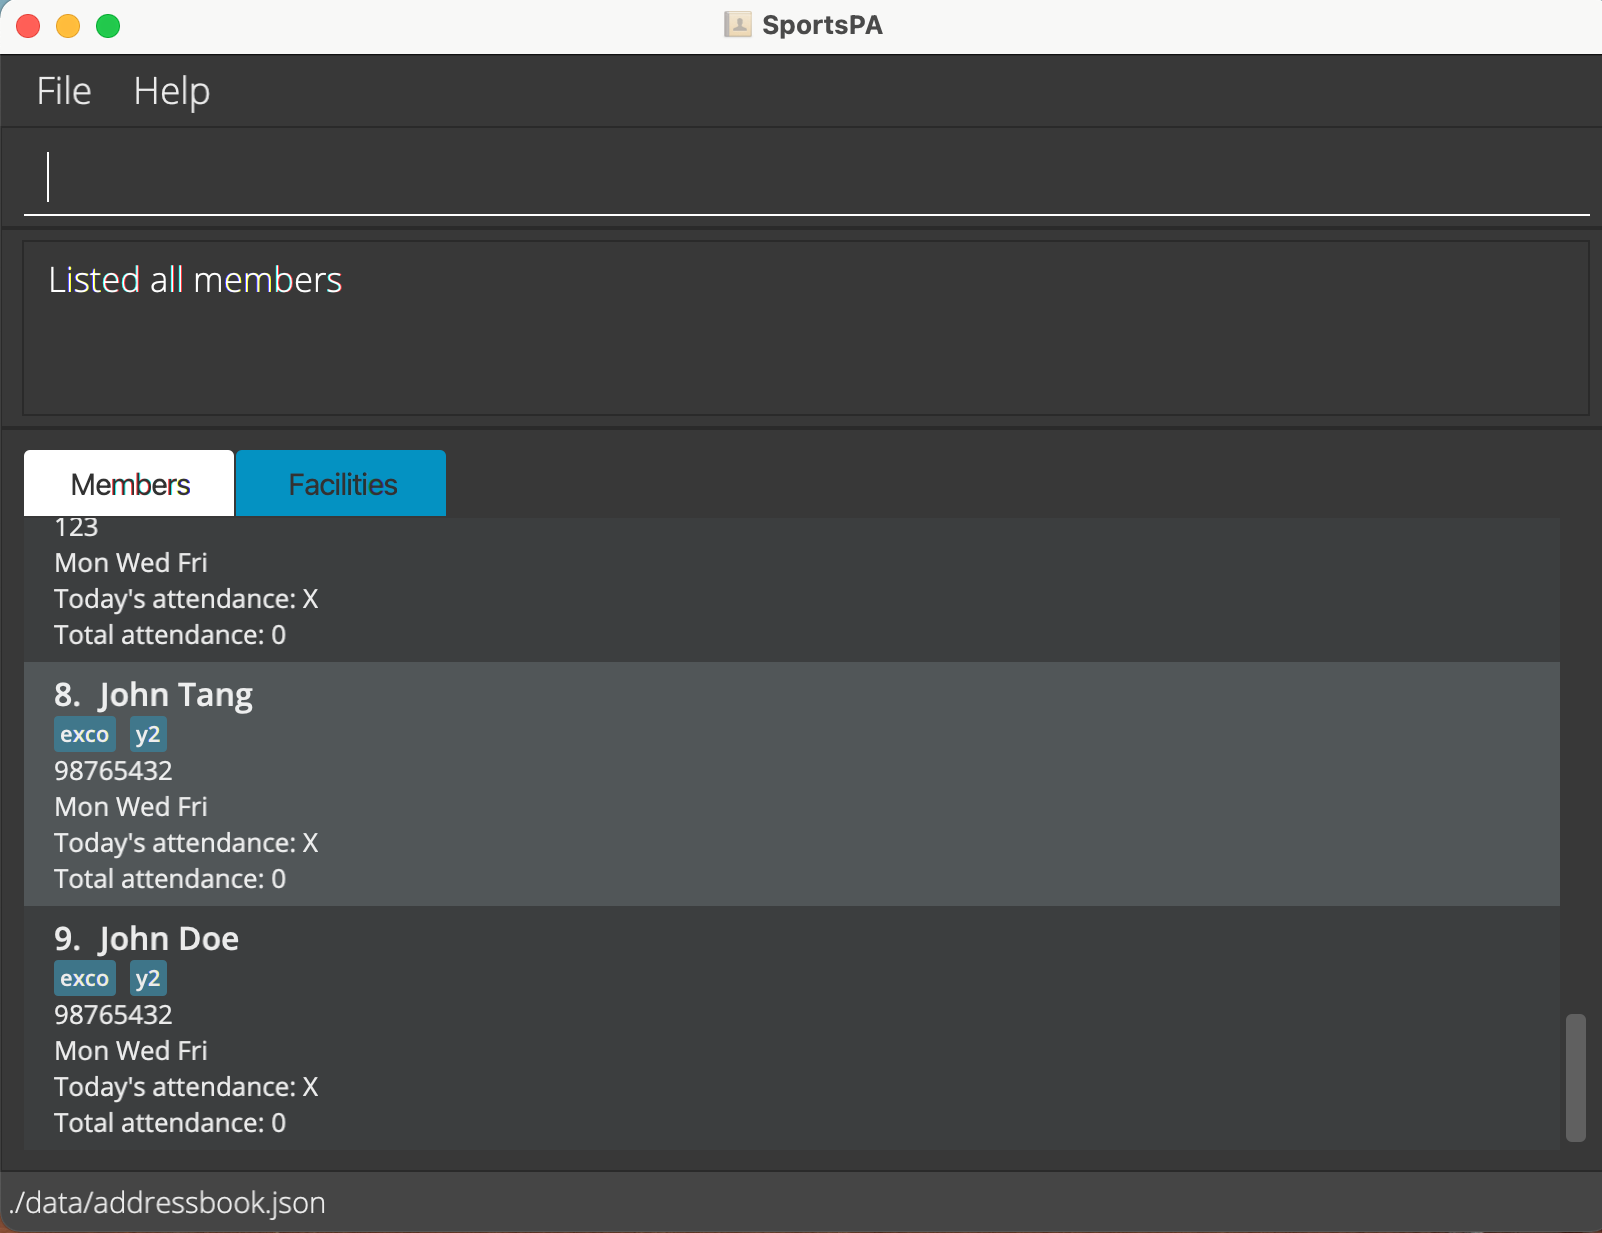 SportsPA
File Help
Listed all members
Members Facilities
123
Mon Wed Fri
Today's attendance: X
Total attendance: 0
8. John Tang
exco y2
98765432
Mon Wed Fri
Today's attendance: X
Total attendance: 0
9. John Doe
exco y2
98765432
Mon Wed Fri
Today's attendance: X
Total attendance: 0
./data/addressbook.json